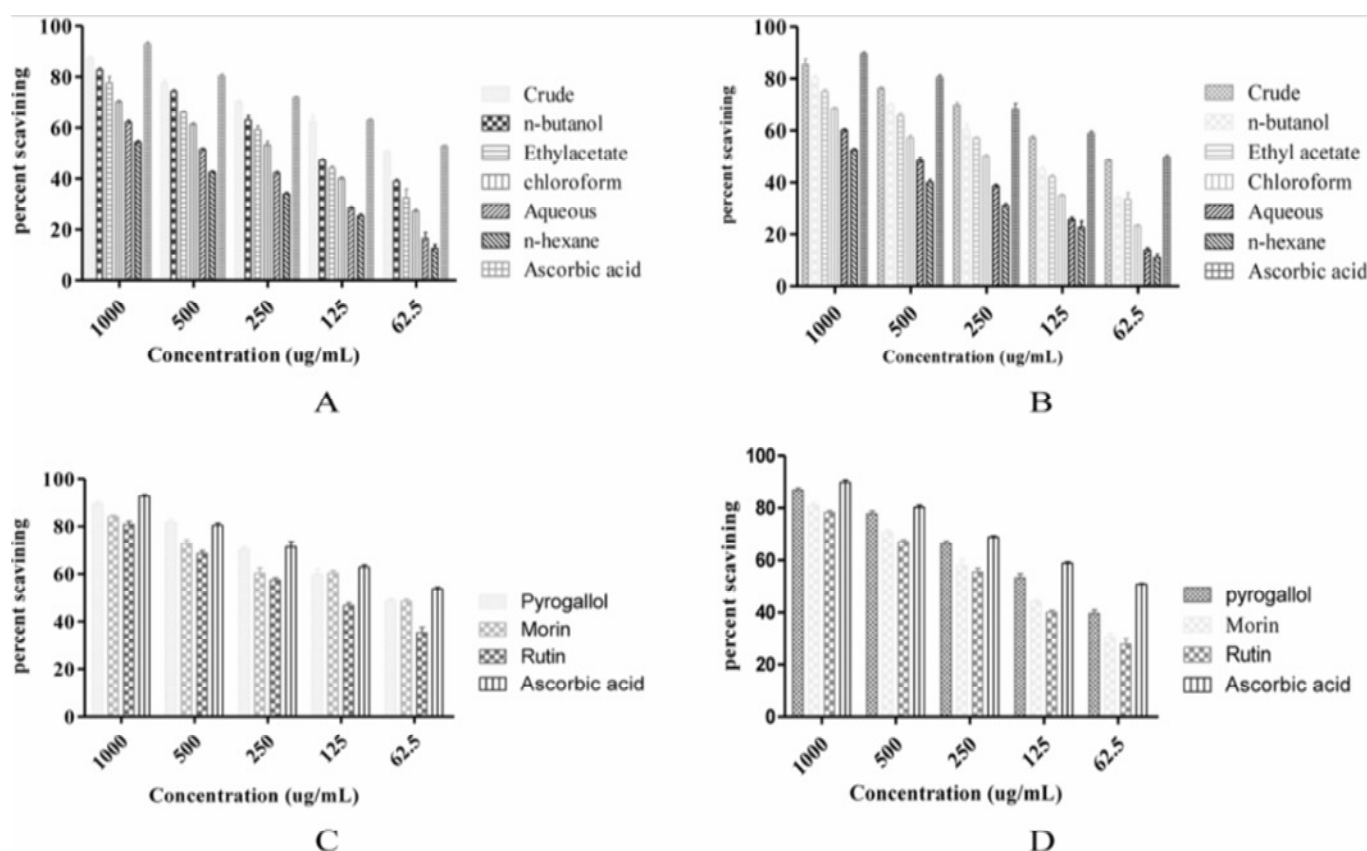 100
80
60
40
20
0
percent scavining
1000
500
250
125
62.5
Concentration (ug/mL)
Crude
n-butanol
Ethylacetate
chloroform
Aqueous
n-hexane
Ascorbic acid
A
100
80
60
40
20
0
percent scavining
1000
500
250
125
62.5
Concentration (ug/mL)
Crude
n-butanol
Ethyl acetate
Chloroform
Aqueous
n-hexane
Ascorbic acid
B
100
80
60
40
20
0
percent scavining
1000
500
250
125
62.5
Concentration (ug/mL)
Pyrogallol
Morin
Rutin
Ascorbic acid
C
100
80
60
40
20
0
percent scavining
1000
500
250
125
62.5
Concentration (ug/mL)
pyrogallol
Morin
Rutin
Ascorbic acid
D